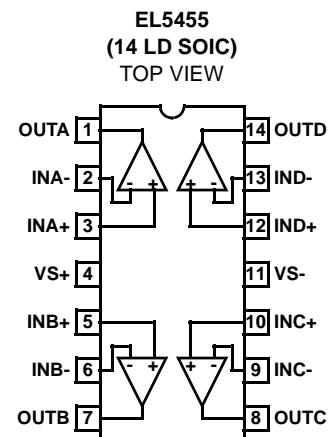 EL5455
(14 LD SOIC)
TOP VIEW
OUTA 1 14 OUTD
INA- 2 - + + - 13 IND-
INA+ 3 12 IND+
VS+ 4 11 VS-
INB+ 5 10 INC+
INB- 6 - + + - 9 INC-
OUTB 7 8 OUTC